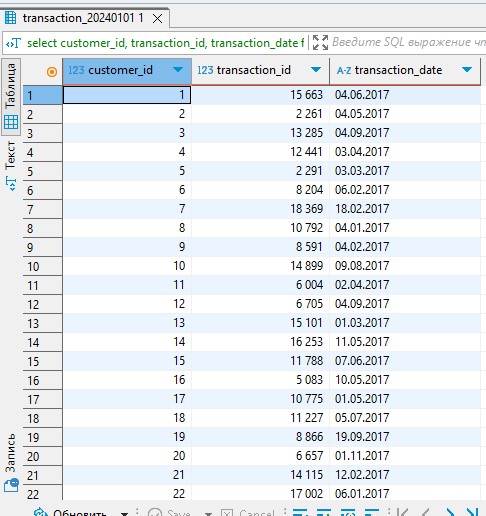 transaction_20240101 1
select customer_id, transaction_id, transaction_date f
Введите SQL выражение чт
Таблица
Текст
Запись
123 customer_id 123 transaction_id A-Z transaction_date
1 1 15 663 04.06.2017
2 2 2 261 04.05.2017
3 3 13 285 04.09.2017
4 4 12 441 03.04.2017
5 5 2 291 03.03.2017
6 6 8 204 06.02.2017
7 7 18 369 18.02.2017
8 8 10 792 04.01.2017
9 9 8 591 04.02.2017
10 10 14 899 09.08.2017
11 11 6 004 02.04.2017
12 12 6 705 04.09.2017
13 13 15 101 01.03.2017
14 14 16 253 11.05.2017
15 15 11 788 07.06.2017
16 16 5 083 10.05.2017
17 17 10 775 01.05.2017
18 18 11 227 05.07.2017
19 19 8 866 19.09.2017
20 20 6 657 01.11.2017
21 21 14 115 12.02.2017
22 22 17 002 06.01.2017
Обновить Save Cancel